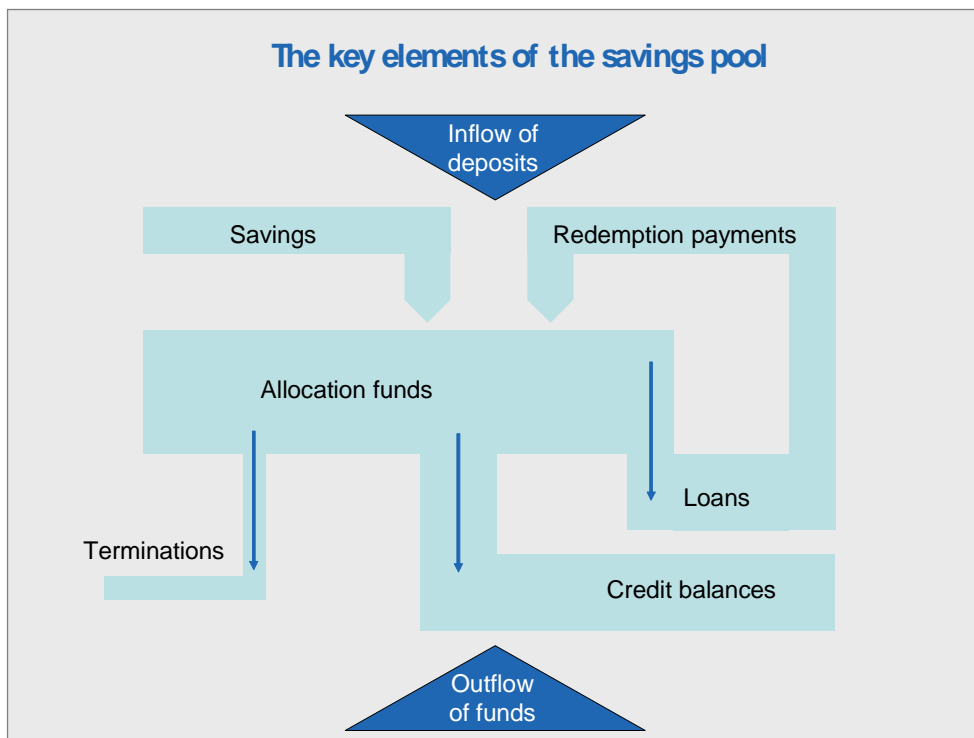 The key elements of the savings pool
Inflow of
deposits
Savings
Redemption payments
Allocation funds
Loans
Terminations
Credit balances
Outflow
of funds